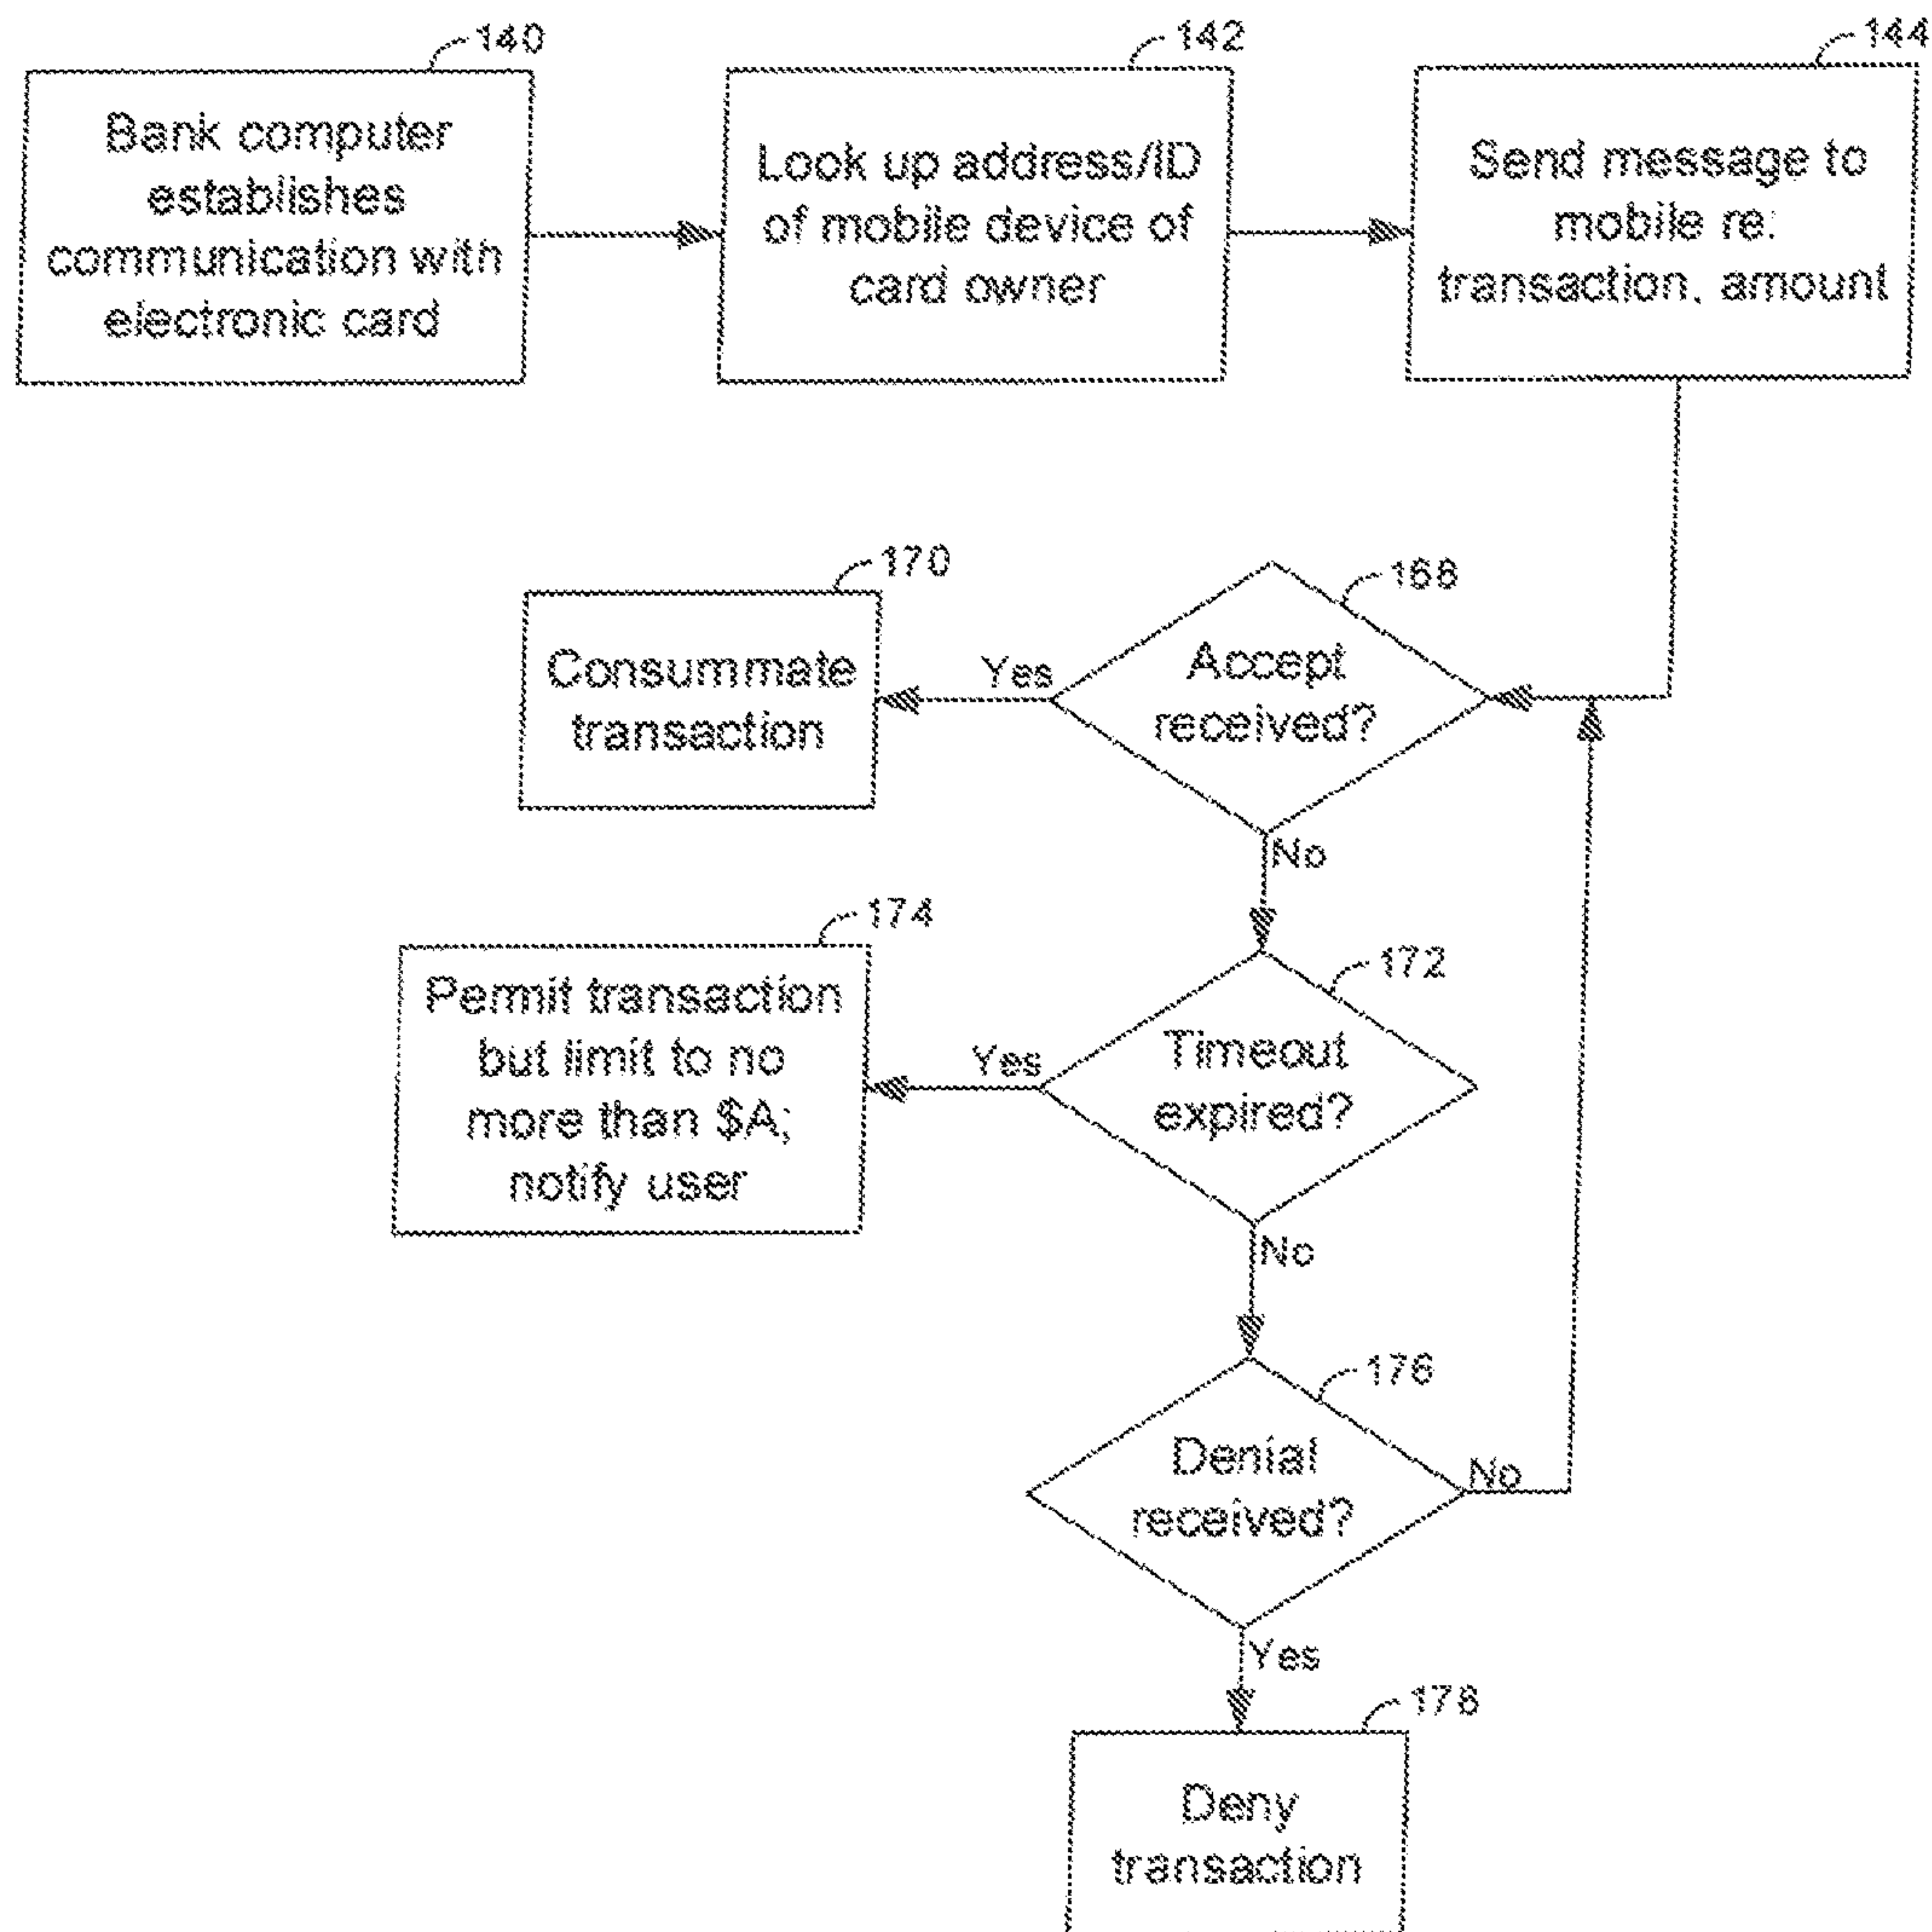 140
Bank computer
establishes
communication with
electronic card
142
Look up address/ID
of mobile device of
card owner
144
Send message to
mobile re:
transaction, amount
170
Consummate
transaction
Yes
168
Accept
received?
No
174
Permit transaction
but limit to no
more than $A;
notify user
Yes
172
Timeout
expired?
No
176
Denial
received?
No
Yes
178
Deny
transaction